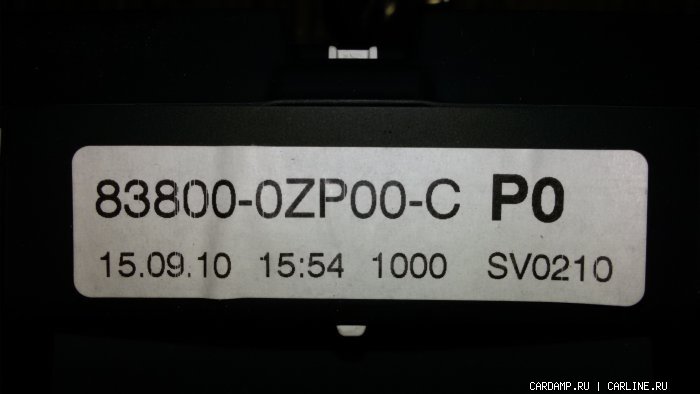 83800-0ZP00-C P0
15.09.10 15:54 1000 SV0210
CARDAMP.RU | CARLINE.RU